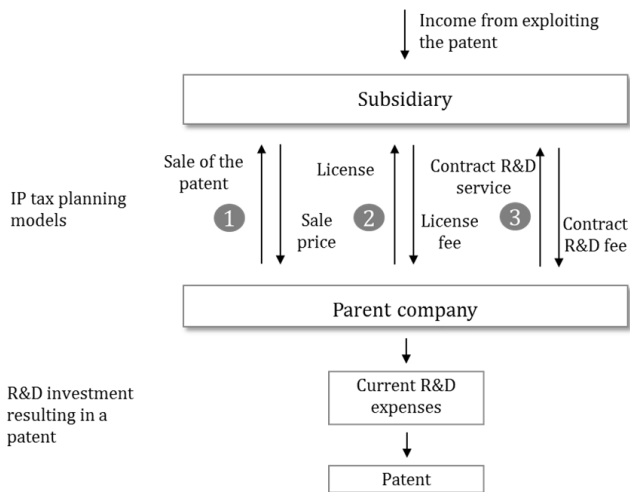 Income from exploiting
the patent
Subsidiary
IP tax planning
models
Sale of the
patent
1
Sale
price
License
2
License
fee
Contract R&D
service
3
Contract
R&D fee
Parent company
R&D investment
resulting in a
patent
Current R&D
expenses
Patent